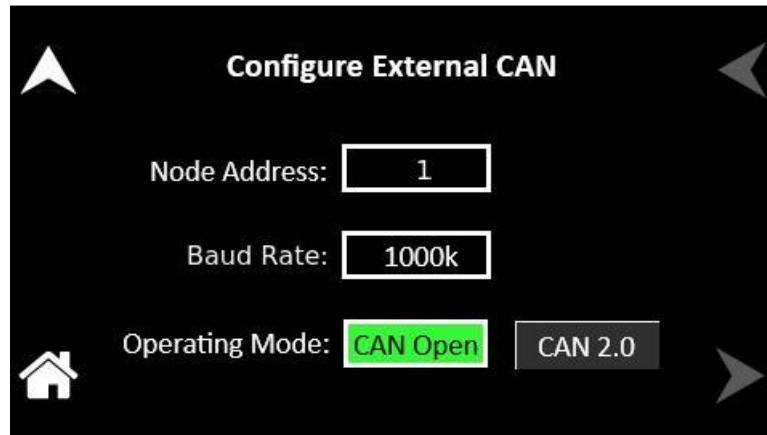 Configure External CAN
Node Address: 1
Baud Rate: 1000k
Operating Mode: CAN Open CAN 2.0